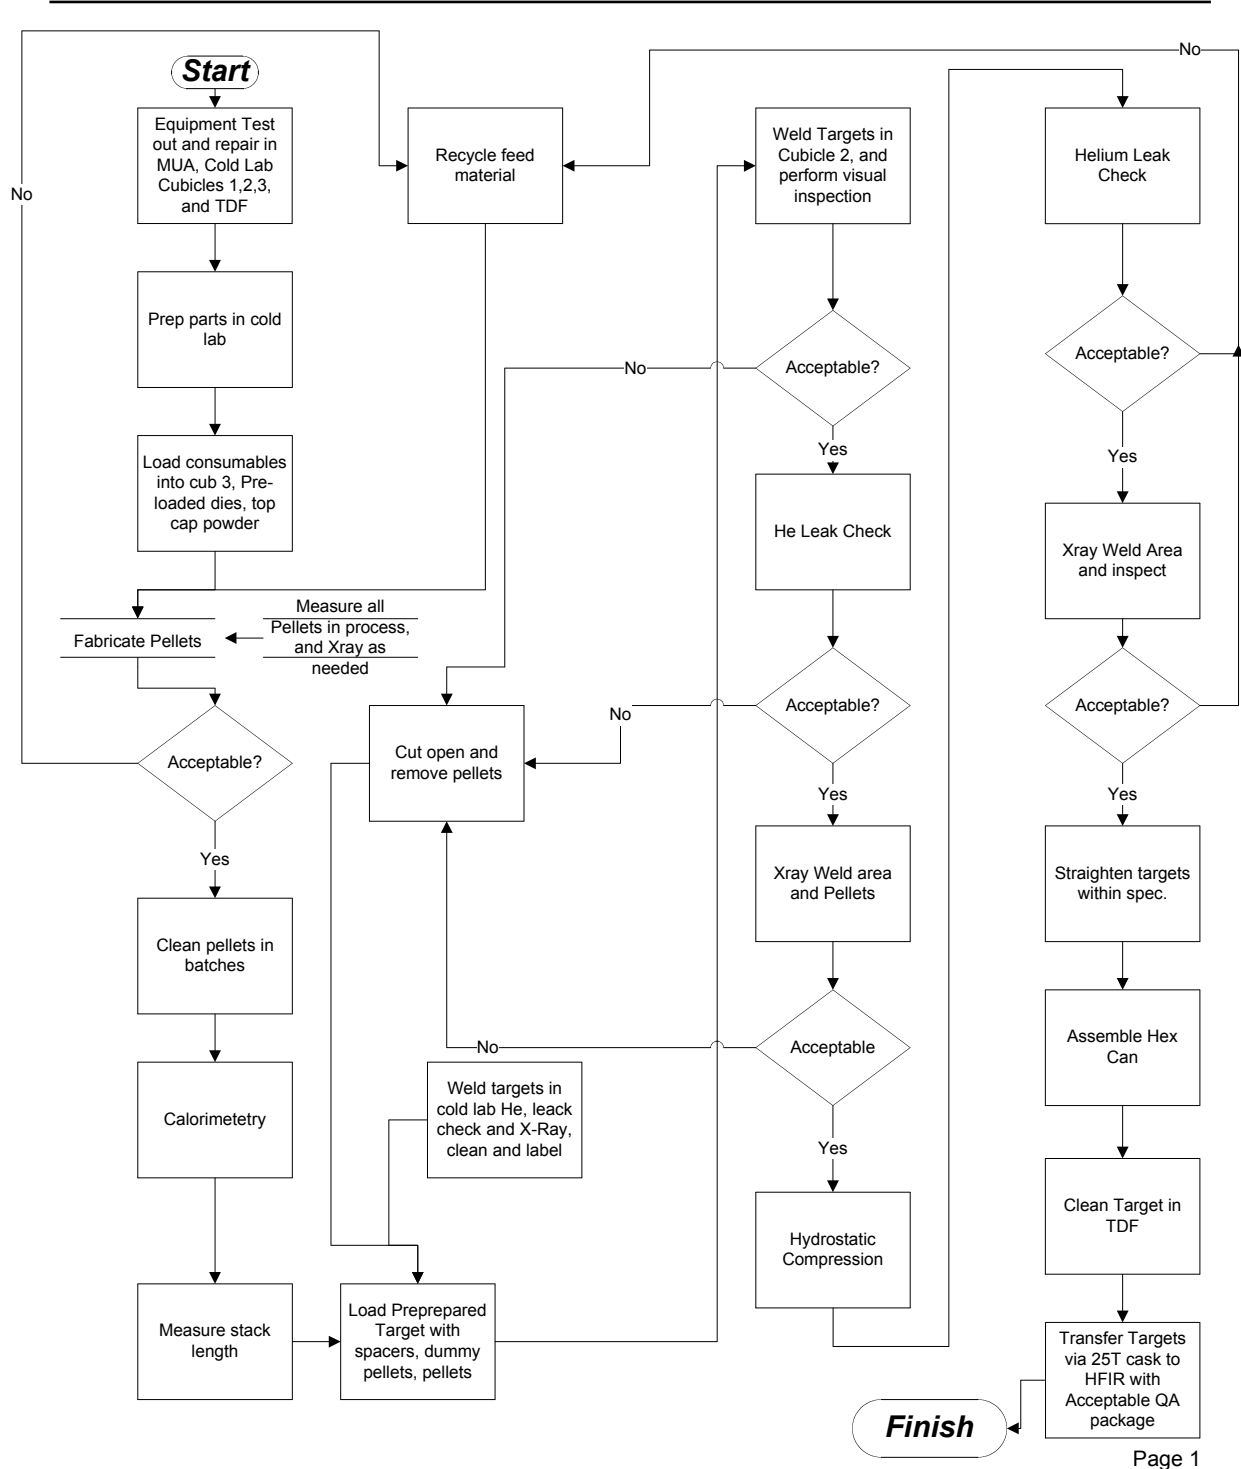 Start
Equipment Test
out and repair in
MUA, Cold Lab
Cubicles 1,2,3,
and TDF
No
Prep parts in cold
lab
Load consumables
into cub 3, Pre-
loaded dies, top
cap powder
Fabricate Pellets
Measure all
Pellets in process,
and Xray as
needed
Acceptable?
Yes
Clean pellets in
batches
Calorimetetry
Measure stack
length
Recycle feed
material
Cut open and
remove pellets
Weld targets in
cold lab He, leack
check and X-Ray,
clean and label
Load Preprepared
Target with
spacers, dummy
pellets, pellets
Weld Targets in
Cubicle 2, and
perform visual
inspection
Acceptable?
No
Yes
He Leak Check
Acceptable?
No
Yes
Xray Weld area
and Pellets
Acceptable
No
Yes
Hydrostatic
Compression
No
Helium Leak
Check
Acceptable?
Yes
Xray Weld Area
and inspect
Acceptable?
Yes
Straighten targets
within spec.
Assemble Hex
Can
Clean Target in
TDF
Transfer Targets
via 25T cask to
HFIR with
Acceptable QA
package
Finish
Page 1